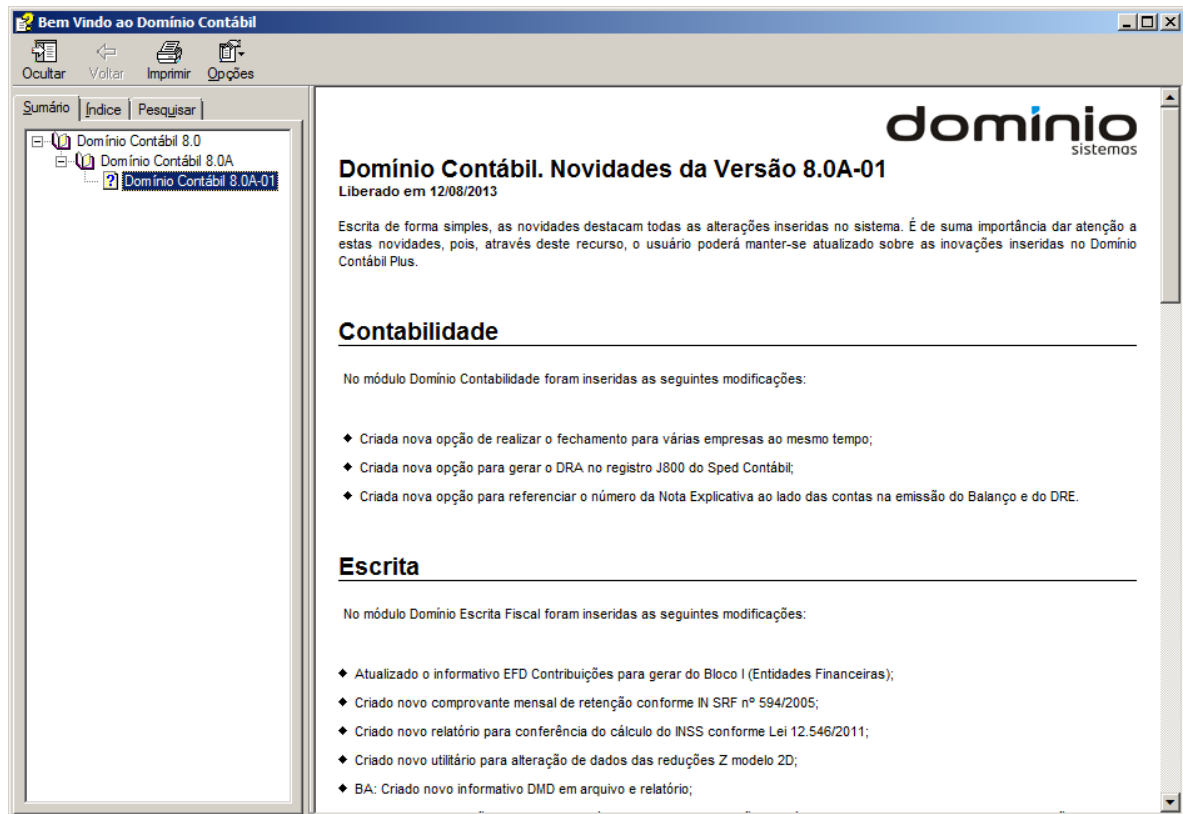 Bem Vindo ao Domínio Contábil
Ocultar Voltar Imprimir Opções
Sumário Índice Pesquisar
Domínio Contábil 8.0
Domínio Contábil 8.0A
Domínio Contábil 8.0A-01
domínio
sistemas
Domínio Contábil. Novidades da Versão 8.0A-01
Liberado em 12/08/2013
Escrita de forma simples, as novidades destacam todas as alterações inseridas no sistema. É de suma importância dar atenção a
estas novidades, pois, através deste recurso, o usuário poderá manter-se atualizado sobre as inovações inseridas no Domínio
Contábil Plus.
Contabilidade
No módulo Domínio Contabilidade foram inseridas as seguintes modificações:
◆ Criada nova opção de realizar o fechamento para várias empresas ao mesmo tempo;
◆ Criada nova opção para gerar o DRA no registro J800 do Sped Contábil;
◆ Criada nova opção para referenciar o número da Nota Explicativa ao lado das contas na emissão do Balanço e do DRE.
Escrita
No módulo Domínio Escrita Fiscal foram inseridas as seguintes modificações:
◆ Atualizado o informativo EFD Contribuições para gerar do Bloco I (Entidades Financeiras);
◆ Criado novo comprovante mensal de retenção conforme IN SRF nº 594/2005;
◆ Criado novo relatório para conferência do cálculo do INSS conforme Lei 12.546/2011;
◆ Criado novo utilitário para alteração de dados das reduções Z modelo 2D;
◆ BA: Criado novo informativo DMD em arquivo e relatório;